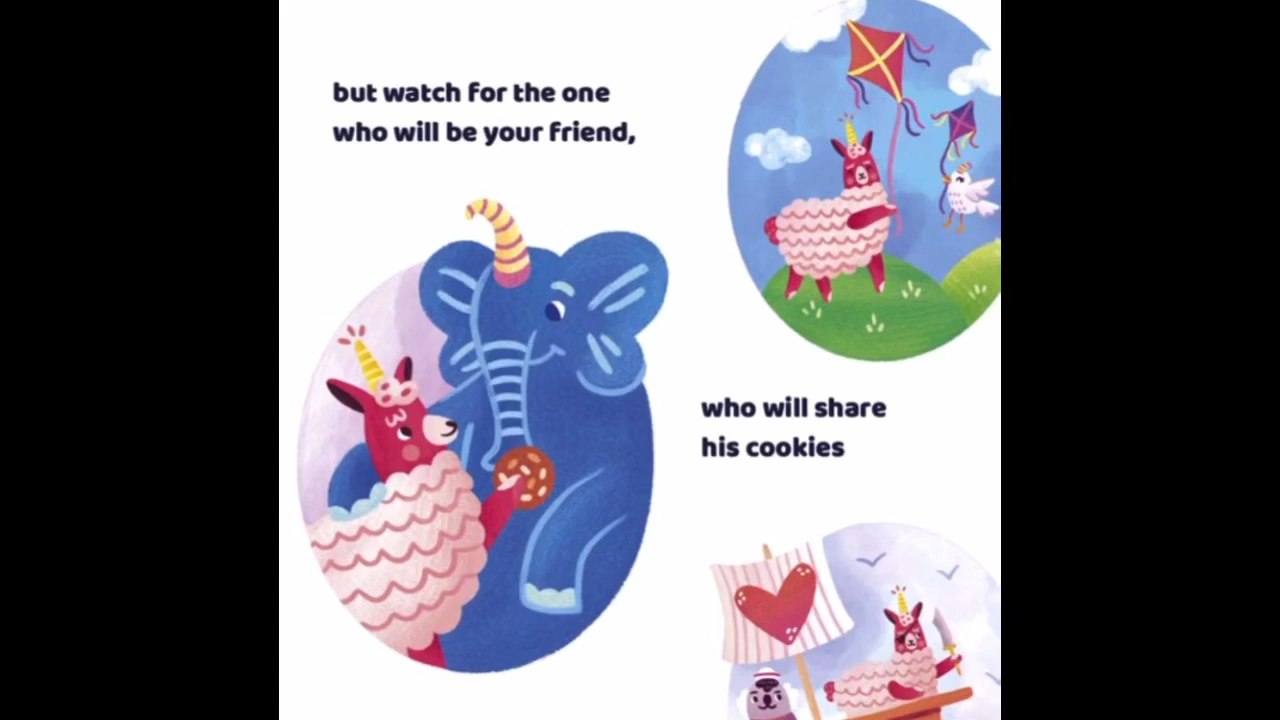 but watch for the one
who will be your friend,
who will share
his cookies